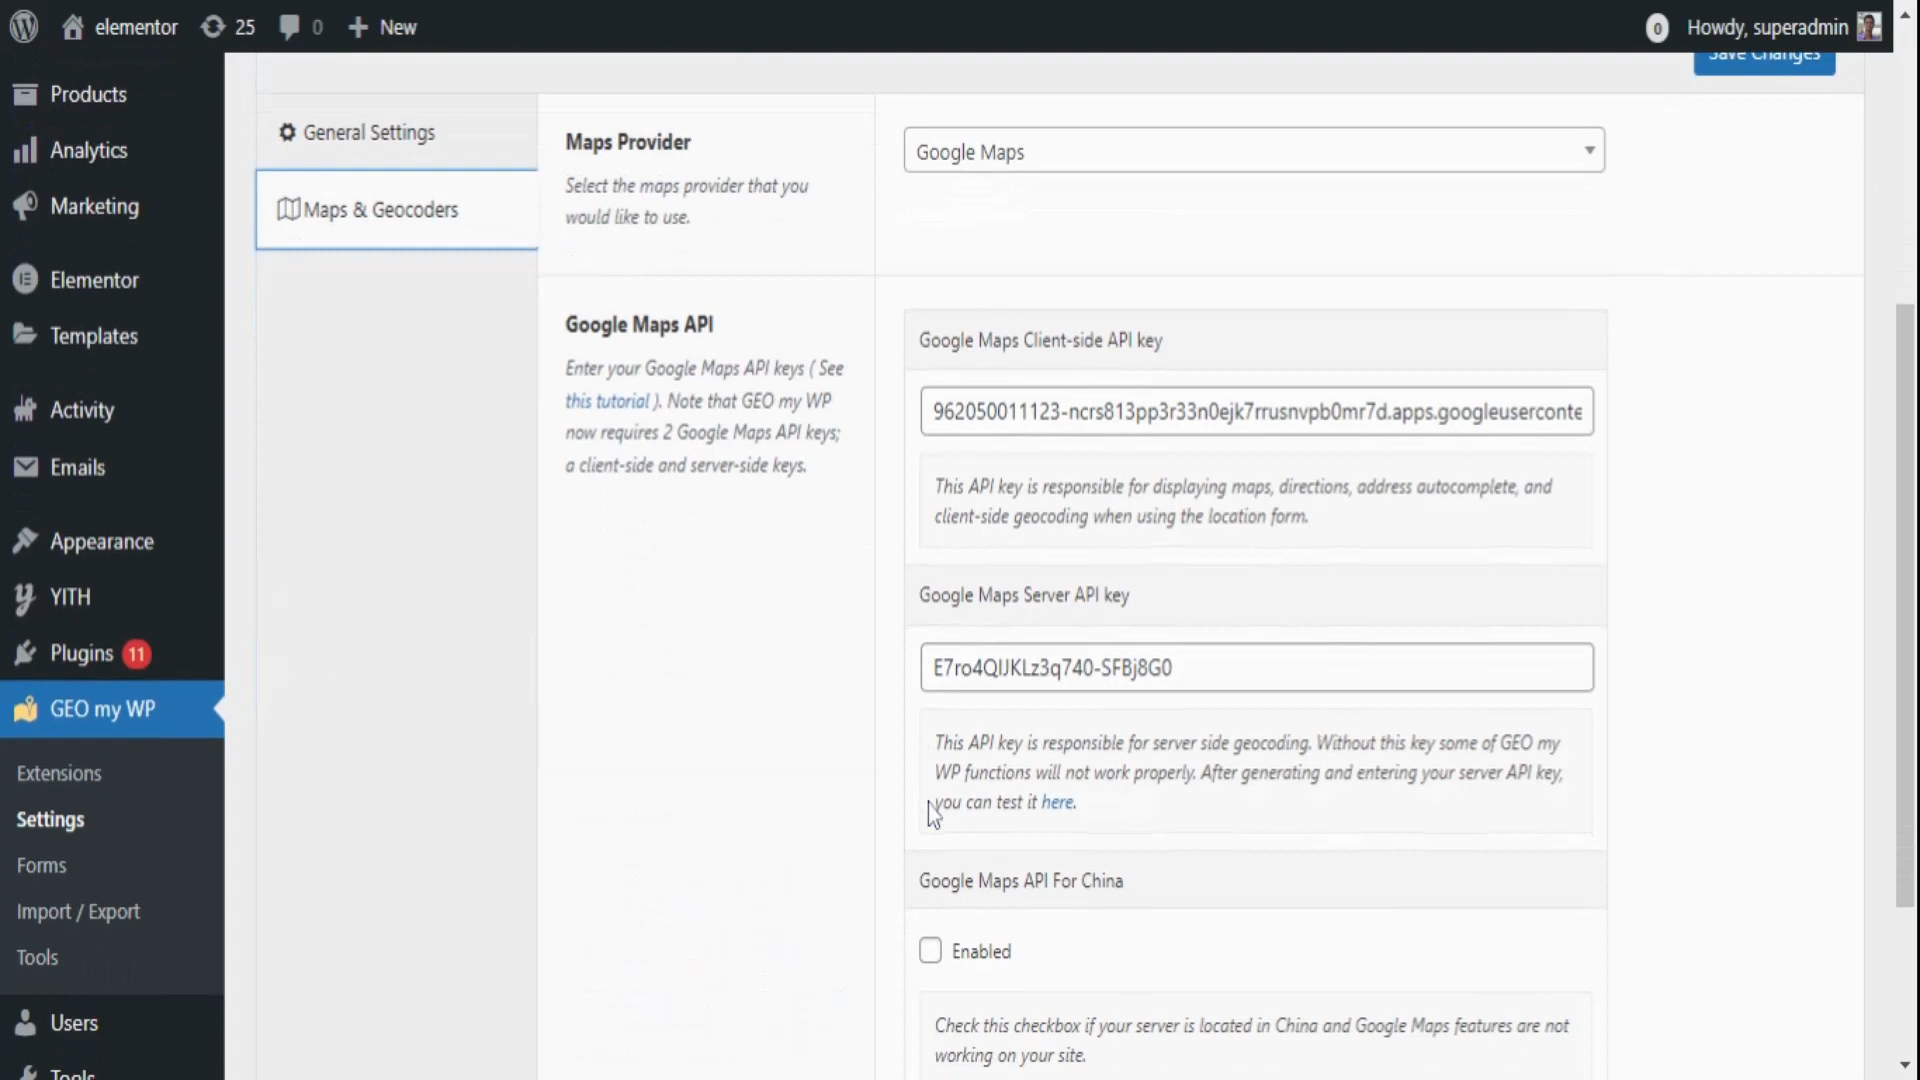 elementor
25
0
New
0
Howdy, superadmin
Save Changes
Products
Analytics
Marketing
Elementor
Templates
Activity
Emails
Appearance
YITH
Plugins 11
GEO my WP
Extensions
Settings
Forms
Import / Export
Tools
Users
Tools
General Settings
Maps & Geocoders
Maps Provider
Select the maps provider that you
would like to use.
Google Maps
Google Maps API
Enter your Google Maps API keys ( See
this tutorial ). Note that GEO my WP
now requires 2 Google Maps API keys;
a client-side and server-side keys.
Google Maps Client-side API key
962050011123-ncrs813pp3r33n0ejk7rrusnvpb0mr7d.apps.googleuserconte
This API key is responsible for displaying maps, directions, address autocomplete, and
client-side geocoding when using the location form.
Google Maps Server API key
E7ro4QIJKLz3q740-SFBj8G0
This API key is responsible for server side geocoding. Without this key some of GEO my
WP functions will not work properly. After generating and entering your server API key,
you can test it here.
Google Maps API For China
Enabled
Check this checkbox if your server is located in China and Google Maps features are not
working on your site.